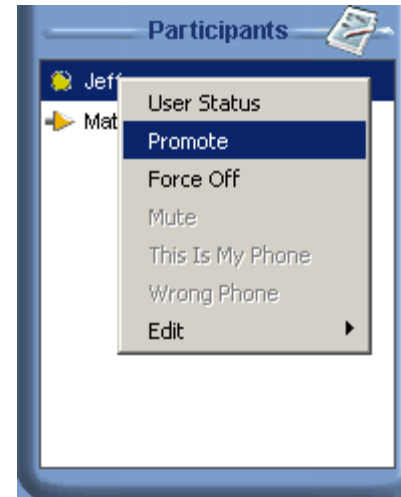 Participants
Jeff
Mat
User Status
Promote
Force Off
Mute
This Is My Phone
Wrong Phone
Edit